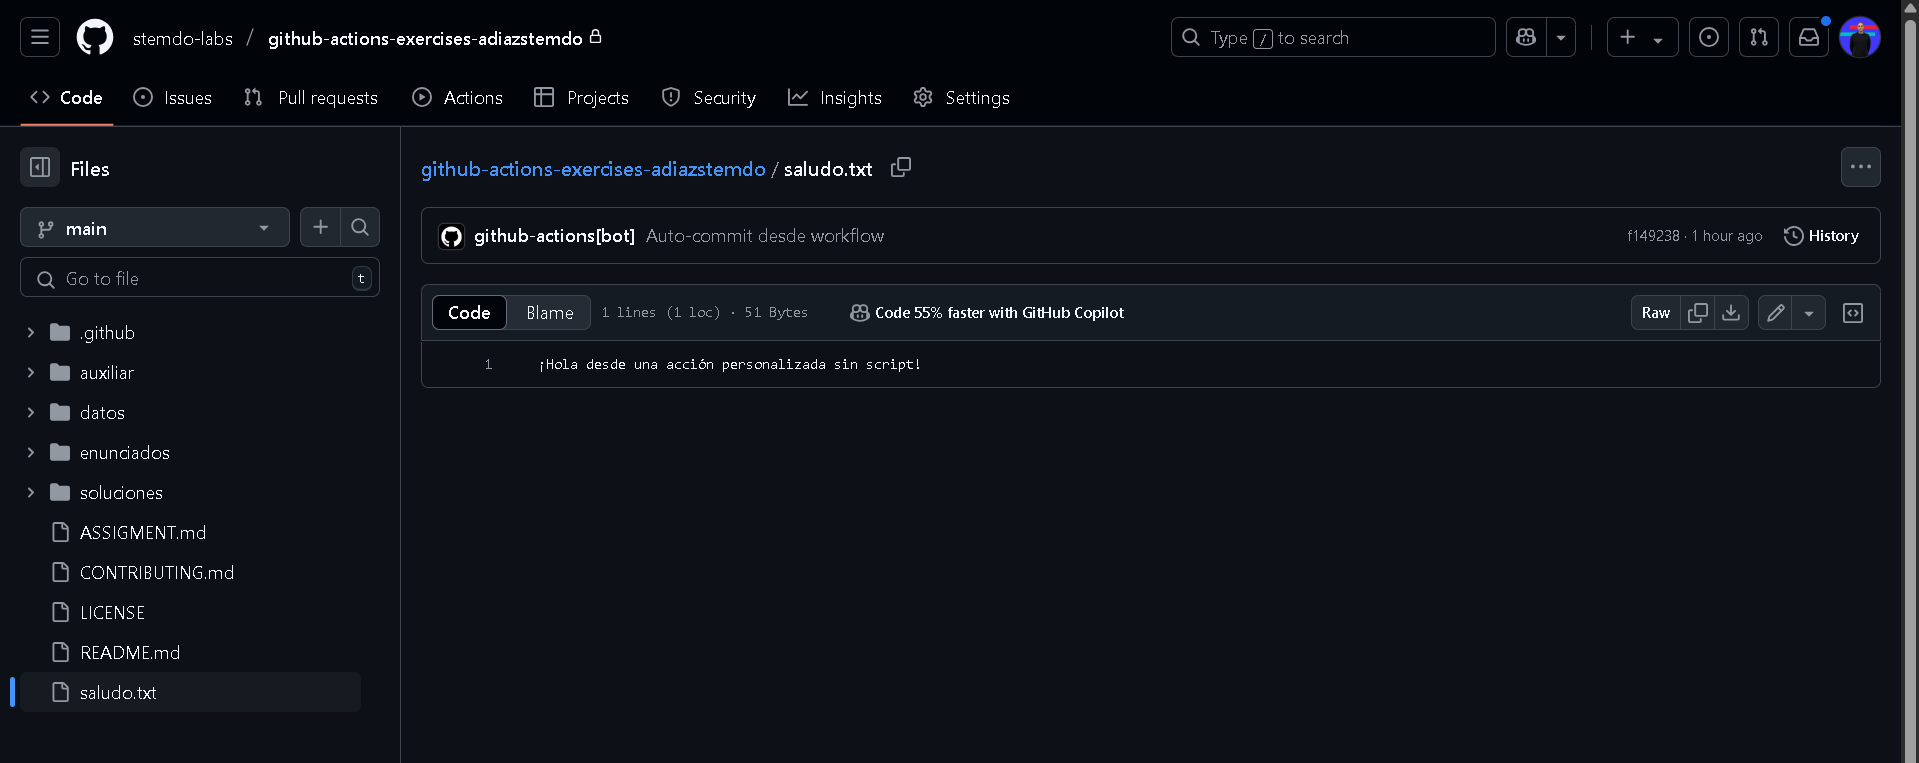 stemdo-labs / github-actions-exercises-adiazstemdo
Type / to search
Code Issues Pull requests Actions Projects Security Insights Settings
Files
main
Go to file t
.github
auxiliar
datos
enunciados
soluciones
ASSIGMENT.md
CONTRIBUTING.md
LICENSE
README.md
saludo.txt
github-actions-exercises-adiazstemdo / saludo.txt
github-actions[bot] Auto-commit desde workflow f149238 · 1 hour ago History
Code Blame 1 lines (1 loc) · 51 Bytes Code 55% faster with GitHub Copilot Raw
1 ¡Hola desde una acción personalizada sin script!